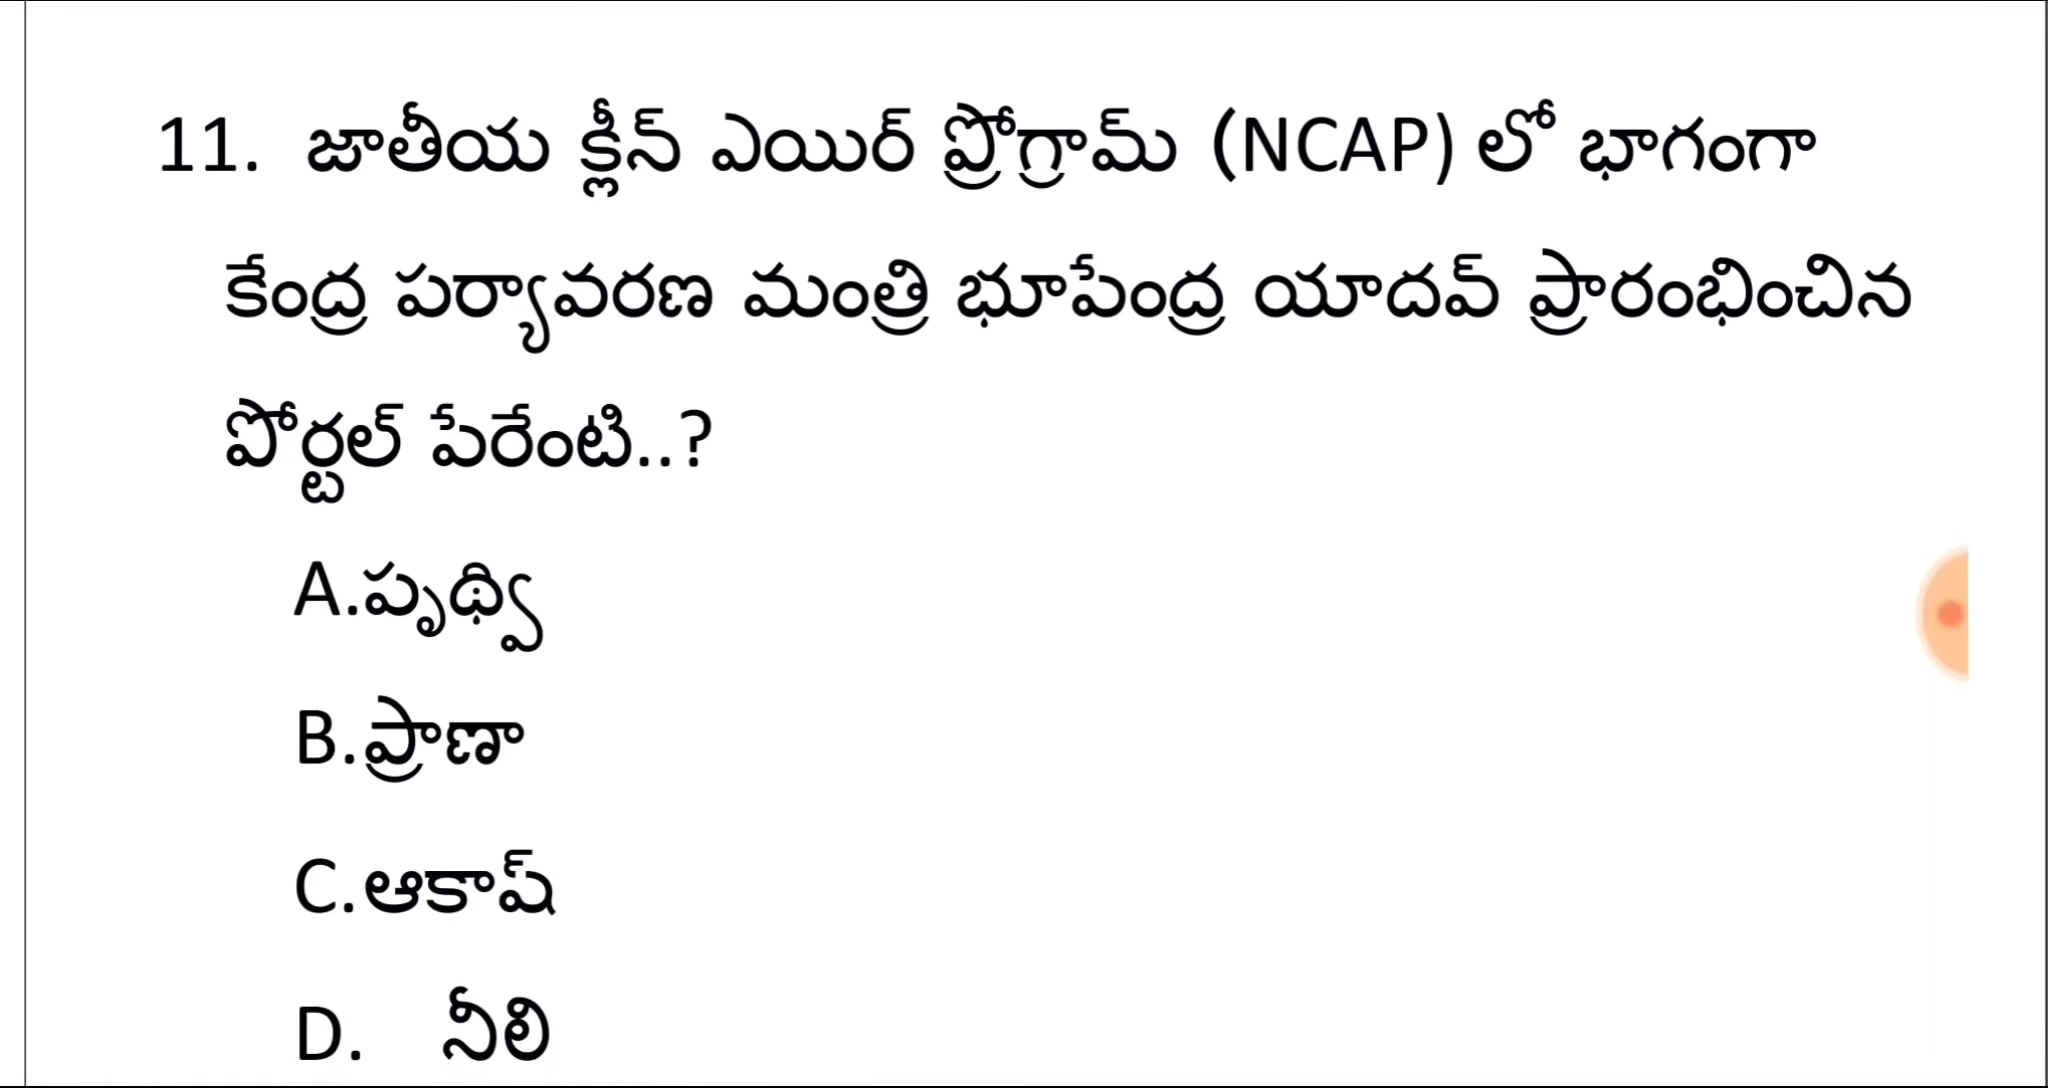 11. జాతీయ క్లీన్ ఎయిర్ ప్రోగ్రామ్ (NCAP) లో భాగంగా
కేంద్ర పర్యావరణ మంత్రి భూపేంద్ర యాదవ్ ప్రారంభించిన
పోర్టల్ పేరేంటి..?
A.పృథ్వి
B.ప్రాణా
C.ఆకాష్
D. నీలి